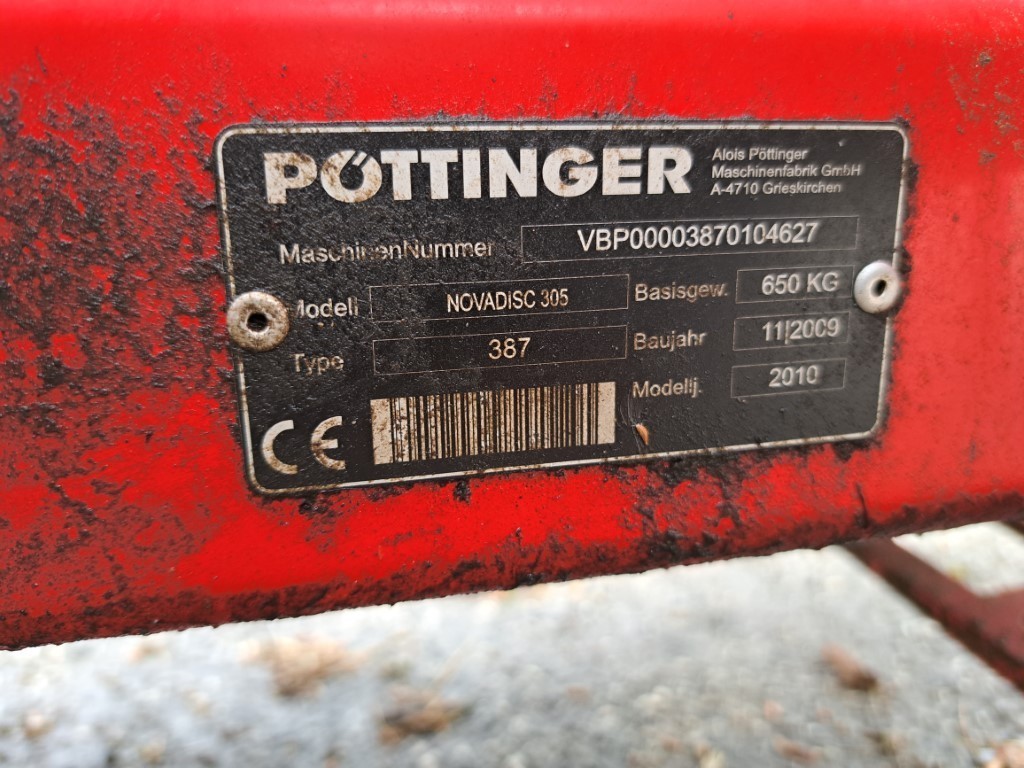 PÖTTINGER
Alois Pöttinger
Maschinenfabrik GmbH
A-4710 Grieskirchen
MaschinenNummer VBP00003870104627
Modell NOVADISC 305 Basisgew. 650 KG
Type 387 Baujahr 11|2009
Modellj. 2010
CE